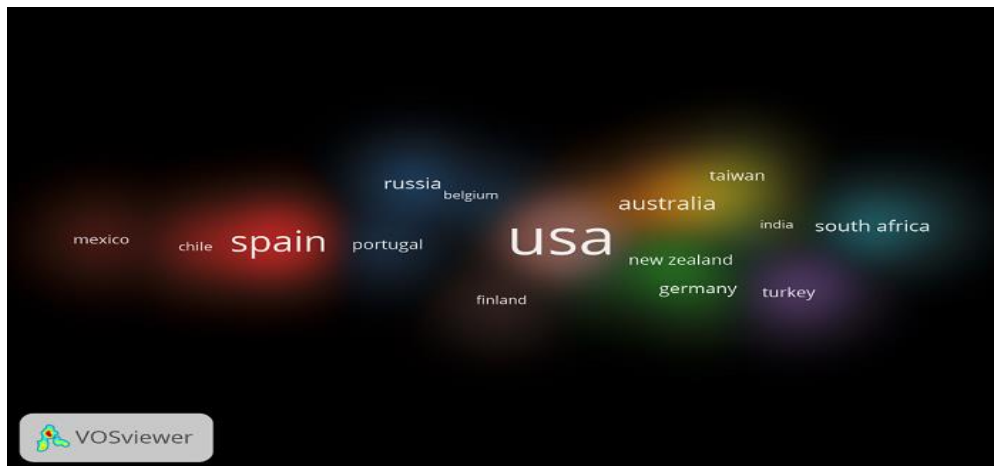 taiwan
russia
belgium
australia
india
south africa
mexico
chile
spain
portugal
usa
new zealand
germany
turkey
finland
VOSviewer